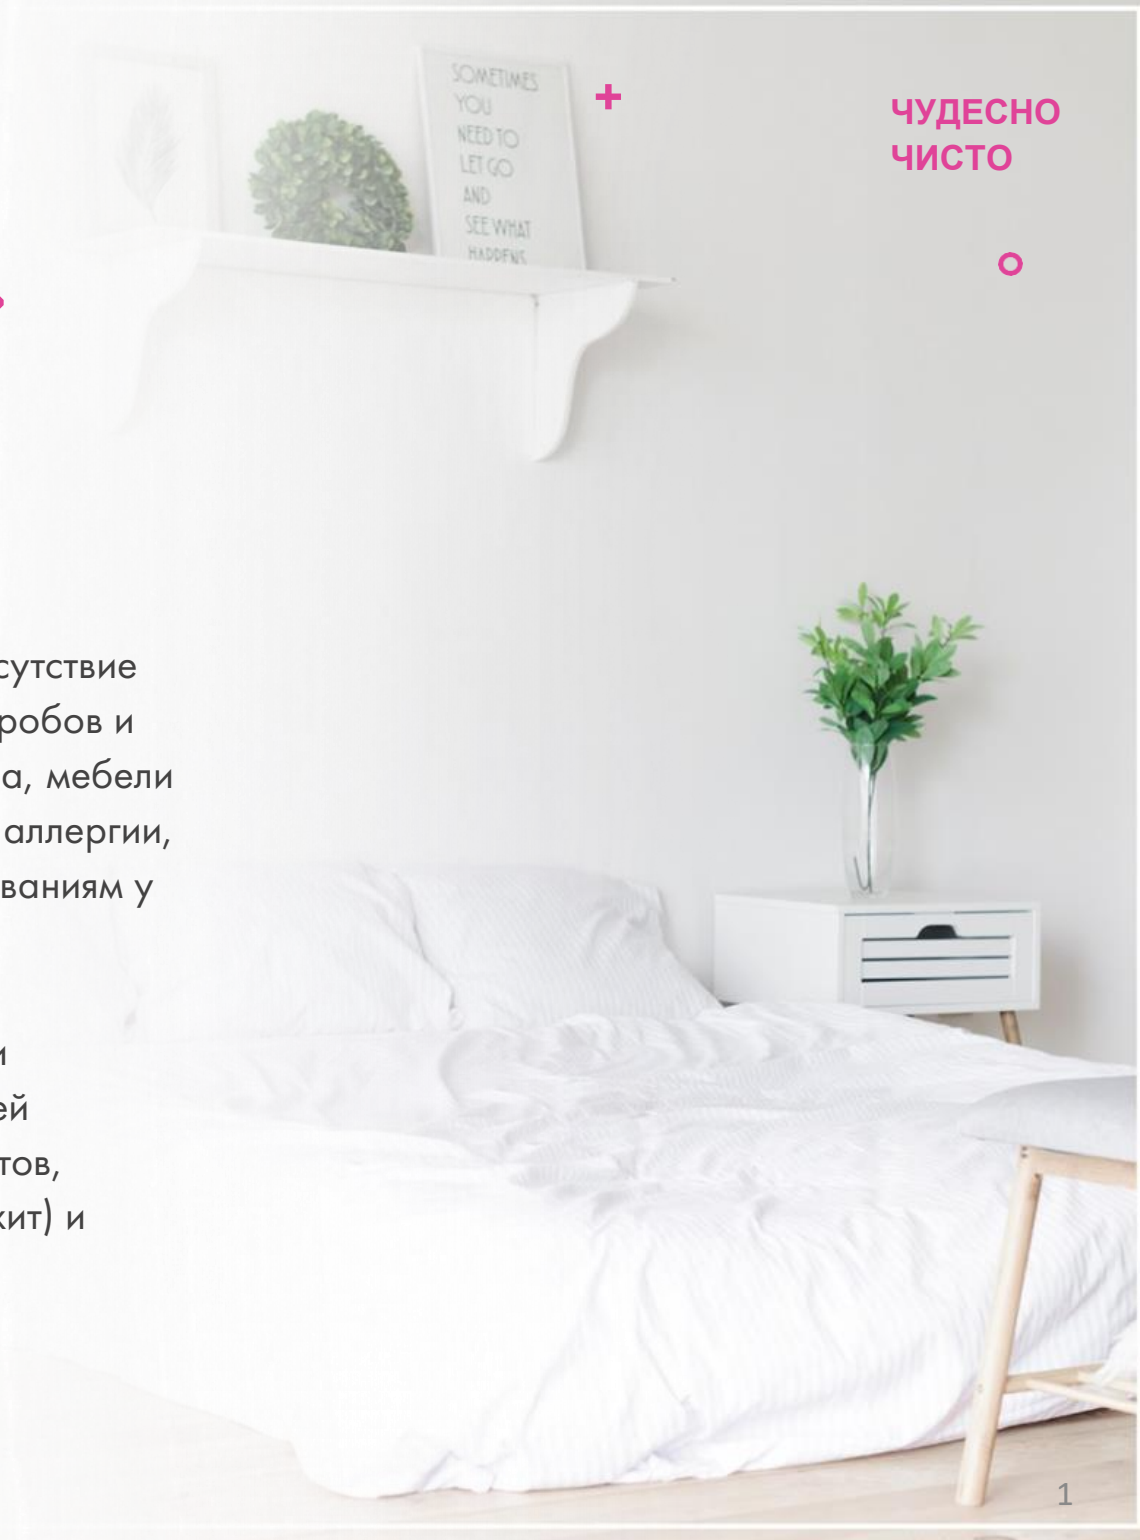 SOMETIMES
YOU
NEED TO
LET GO
AND
SEE WHAT
HAPPENS
ЧУДЕСНО
ЧИСТО
сутствие
робов и
а, мебели
аллергии,
ваниям у
и
ей
тов,
кит) и
1